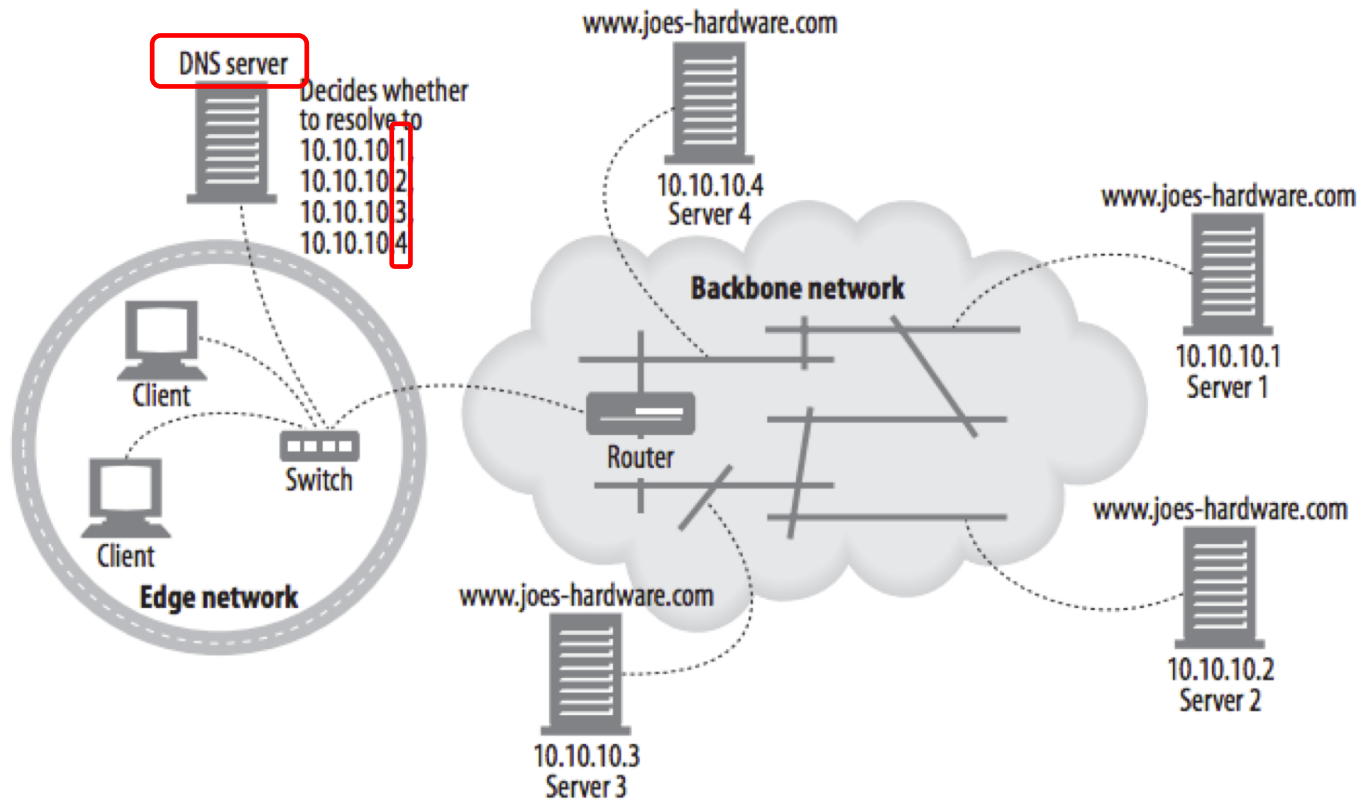 www.joes-hardware.com
DNS server
Decides whether
to resolve to
10.10.10.1,
10.10.10.2,
10.10.10.3,
10.10.10.4
10.10.10.4
Server 4
www.joes-hardware.com
Backbone network
10.10.10.1
Server 1
Client
Router
Switch
www.joes-hardware.com
Client
Edge network
www.joes-hardware.com
10.10.10.2
Server 2
10.10.10.3
Server 3